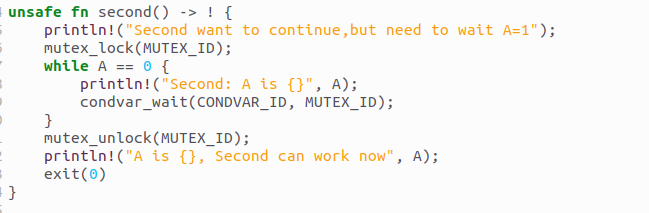 unsafe fn second() -> ! {
    println!("Second want to continue,but need to wait A=1");
    mutex_lock(MUTEX_ID);
    while A == 0 {
        println!("Second: A is {}", A);
        condvar_wait(CONDVAR_ID, MUTEX_ID);
    }
    mutex_unlock(MUTEX_ID);
    println!("A is {}, Second can work now", A);
    exit(0)
}